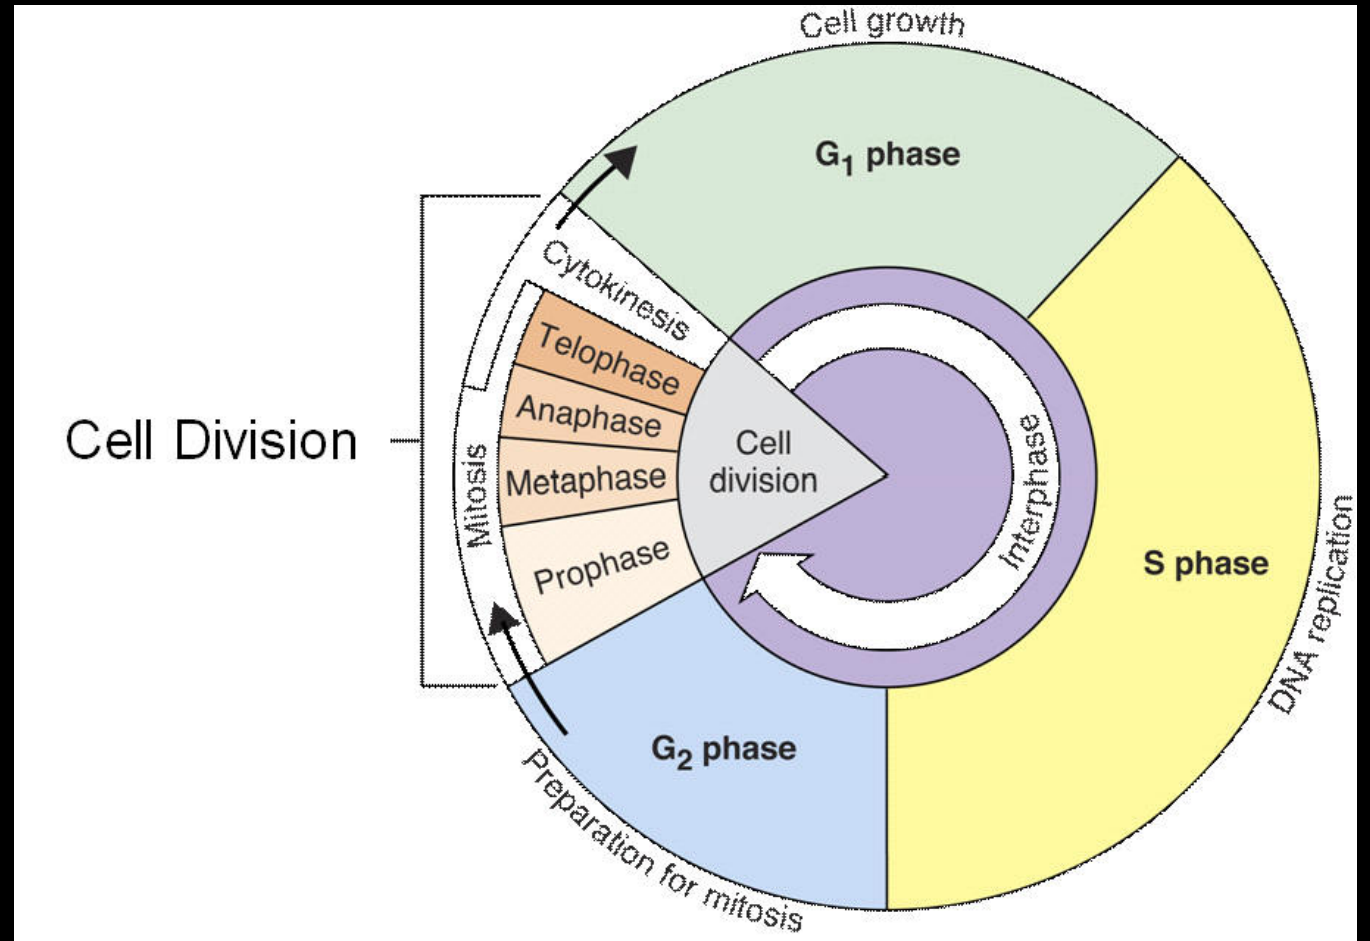 Cell growth
G1 phase
Cytokinesis
Telophase
Anaphase
Metaphase
Prophase
Mitosis
Cell Division
Cell
division
Interphase
S phase
DNA replication
G2 phase
Preparation for mitosis